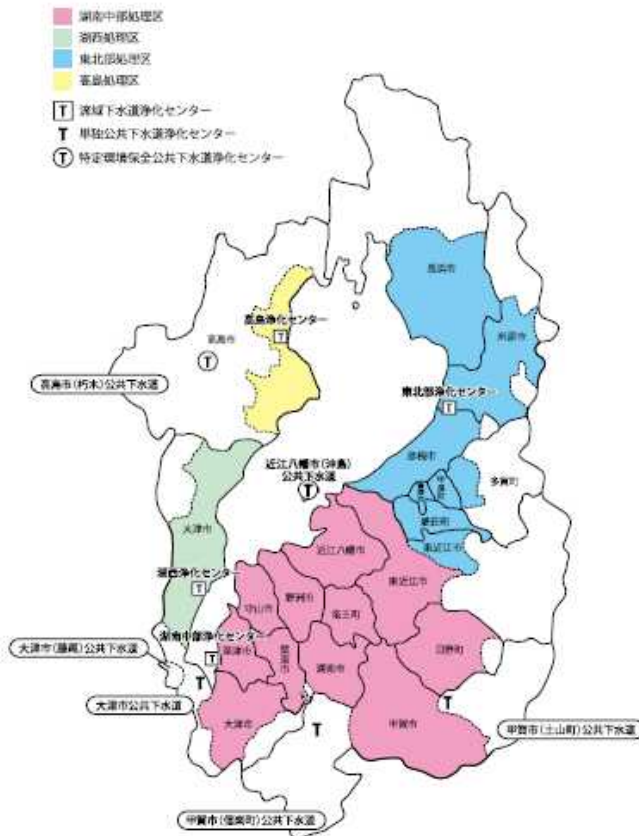 湖南中部処理区
湖西処理区
東北部処理区
高島処理区
T 流域下水道浄化センター
T 単独公共下水道浄化センター
T 特定環境保全公共下水道浄化センター
長浜市
米原市
高島浄化センター
T
高島市
T
高島市(朽木)公共下水道
東北部浄化センター
T
彦根市
多賀町
甲良町
近江八幡市(沖島)
公共下水道
T
愛荘町
東近江市
大津市
近江八幡市
東近江市
湖西浄化センター
T
守山市
野洲市
竜王町
日野町
湖南中部浄化センター
T
草津市
栗東市
湖南市
大津市(藤尾)公共下水道
T
大津市公共下水道
大津市
甲賀市
T
T
甲賀市(土山町)公共下水道
甲賀市(信楽町)公共下水道